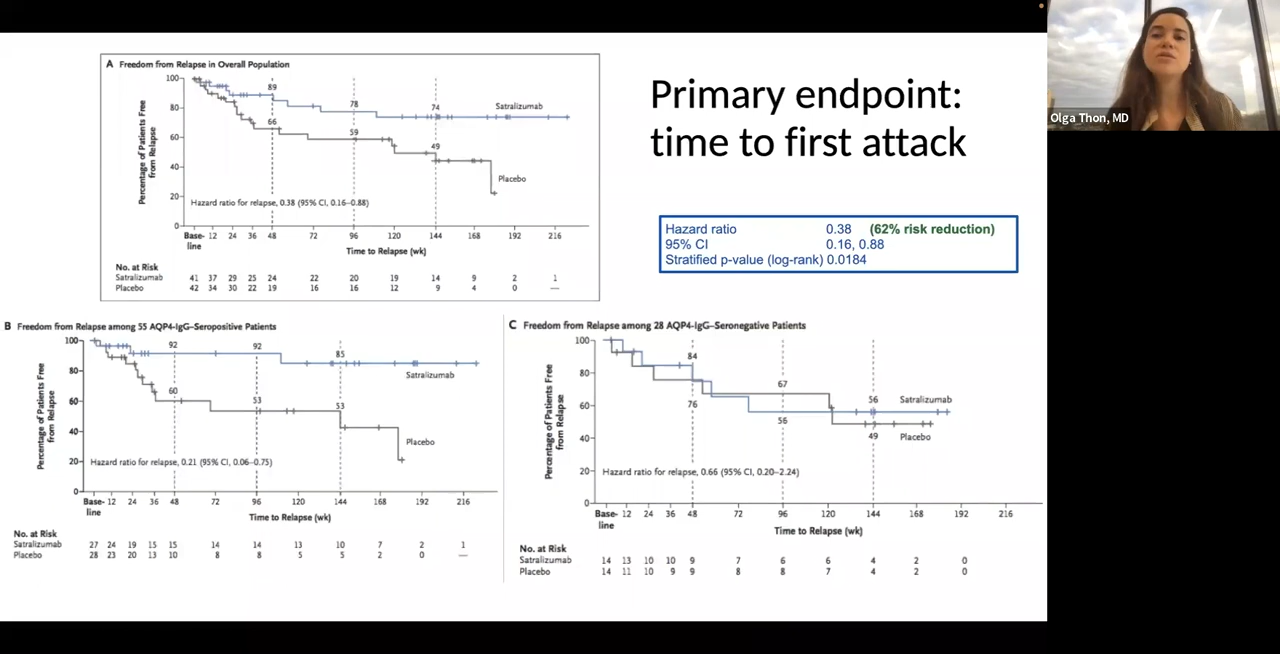 A Freedom from Relapse in Overall Population
Percentage of Patients Free
from Relapse
100
80
60
40
20
0
89
78
74
66
59
49
Satralizumab
Placebo
Hazard ratio for relapse, 0.38 (95% CI, 0.16–0.88)
Base-
line
12 24 36 48 72 96 120 144 168 192 216
Time to Relapse (wk)
No. at Risk
Satralizumab 41 37 29 25 24 22 20 19 14 9 2 1
Placebo 42 34 30 22 19 16 16 12 9 4 0 —
Primary endpoint:
time to first attack
Hazard ratio 0.38 (62% risk reduction)
95% CI 0.16, 0.88
Stratified p-value (log-rank) 0.0184
Olga Thon, MD
B Freedom from Relapse among 55 AQP4-IgG–Seropositive Patients
Percentage of Patients Free
from Relapse
100
80
60
40
20
0
92
92
85
60
53
53
Satralizumab
Placebo
Hazard ratio for relapse, 0.21 (95% CI, 0.06–0.75)
Base-
line
12 24 36 48 72 96 120 144 168 192 216
Time to Relapse (wk)
No. at Risk
Satralizumab 27 24 19 15 15 14 14 13 10 7 2 1
Placebo 28 23 20 13 10 8 8 5 5 2 0 —
C Freedom from Relapse among 28 AQP4-IgG–Seronegative Patients
Percentage of Patients Free
from Relapse
100
80
60
40
20
0
84
76
67
56
56
49
Satralizumab
Placebo
Hazard ratio for relapse, 0.66 (95% CI, 0.20–2.24)
Base-
line
12 24 36 48 72 96 120 144 168 192 216
Time to Relapse (wk)
No. at Risk
Satralizumab 14 13 10 10 9 7 6 6 4 2 0
Placebo 14 11 10 9 9 8 8 7 4 2 0